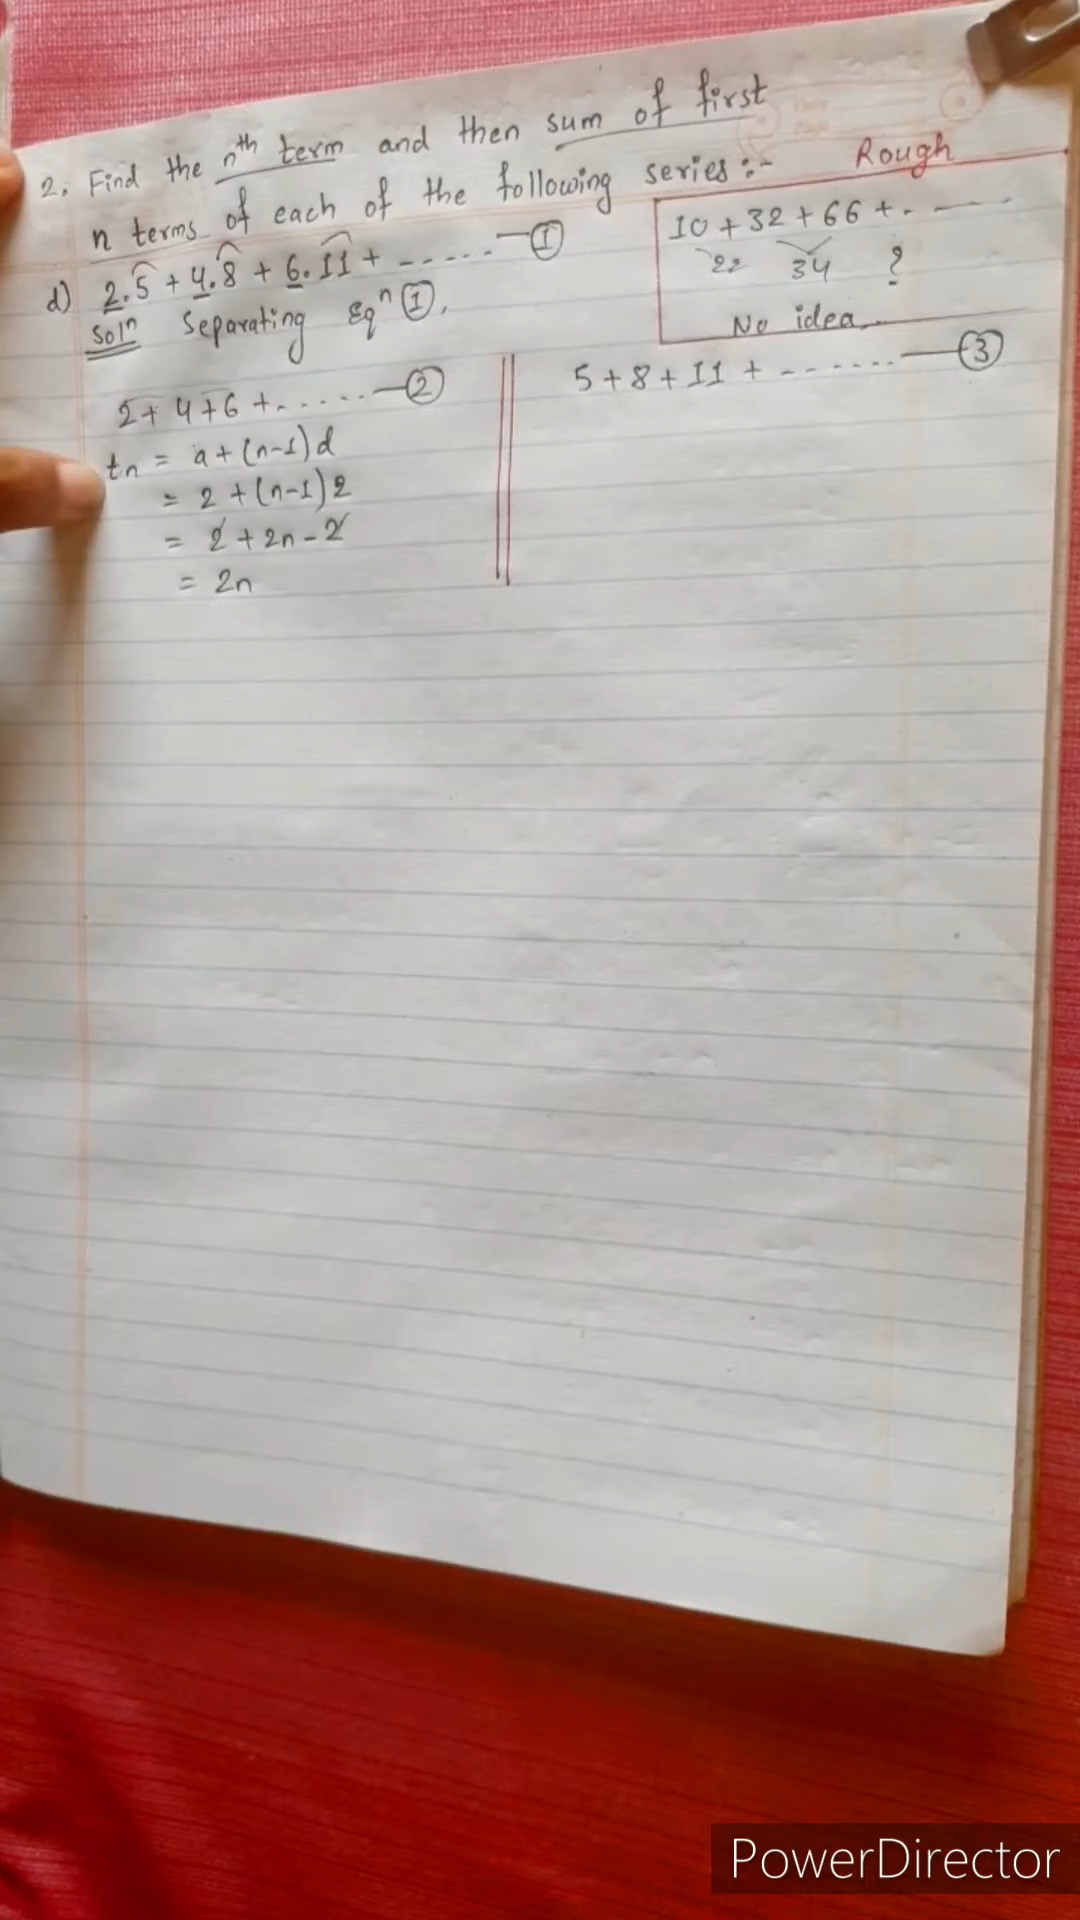 2. Find the nth term and then sum of first
n terms of each of the following series :-
Rough
d) 2.5 + 4.8 + 6.11 + ------ — ①
10 + 32 + 66 + . ———
22 34 ?
No idea
Solⁿ Separating Eqⁿ ①,
2 + 4 + 6 + ...... — ②
tn = a + (n-1) d
= 2 + (n-1) 2
= 2 + 2n - 2
= 2n
5 + 8 + 11 + ------- — ③
PowerDirector